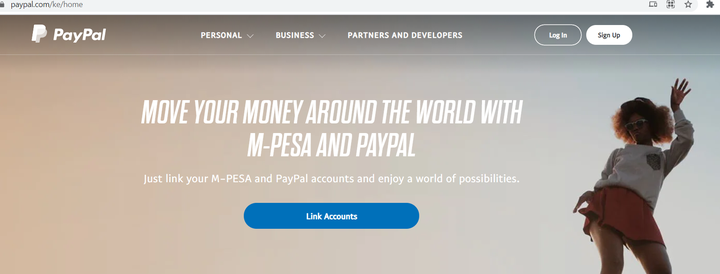 paypal.com/ke/home
PayPal
PERSONAL
BUSINESS
PARTNERS AND DEVELOPERS
Log In
Sign Up
MOVE YOUR MONEY AROUND THE WORLD WITH
M-PESA AND PAYPAL
Just link your M-PESA and PayPal accounts and enjoy a world of possibilities.
Link Accounts